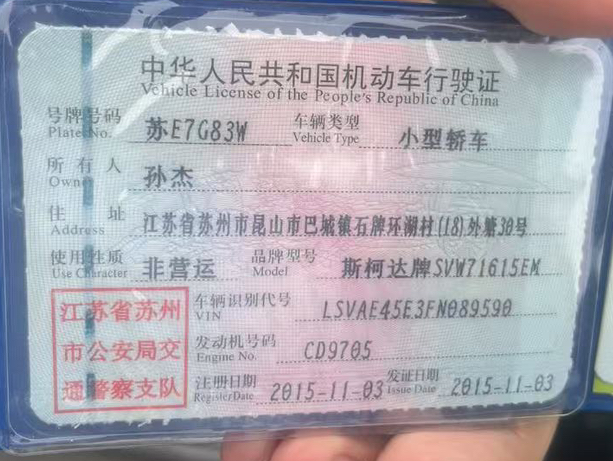 中华人民共和国机动车行驶证
Vehicle License of the People's Republic of China
号牌号码 Plate No. 苏E7G83W 车辆类型 Vehicle Type 小型轿车
所有人 Owner 孙杰
住址 Address 江苏省苏州市昆山市巴城镇石牌环湖村(18)外塘30号
使用性质 Use Character 非营运 品牌型号 Model 斯柯达牌SVW71615EM
江苏省苏州市公安局交通警察支队
车辆识别代号 VIN LSVAE45E3FN089590
发动机号码 Engine No. CD9705
注册日期 Register Date 2015-11-03 发证日期 Issue Date 2015-11-03